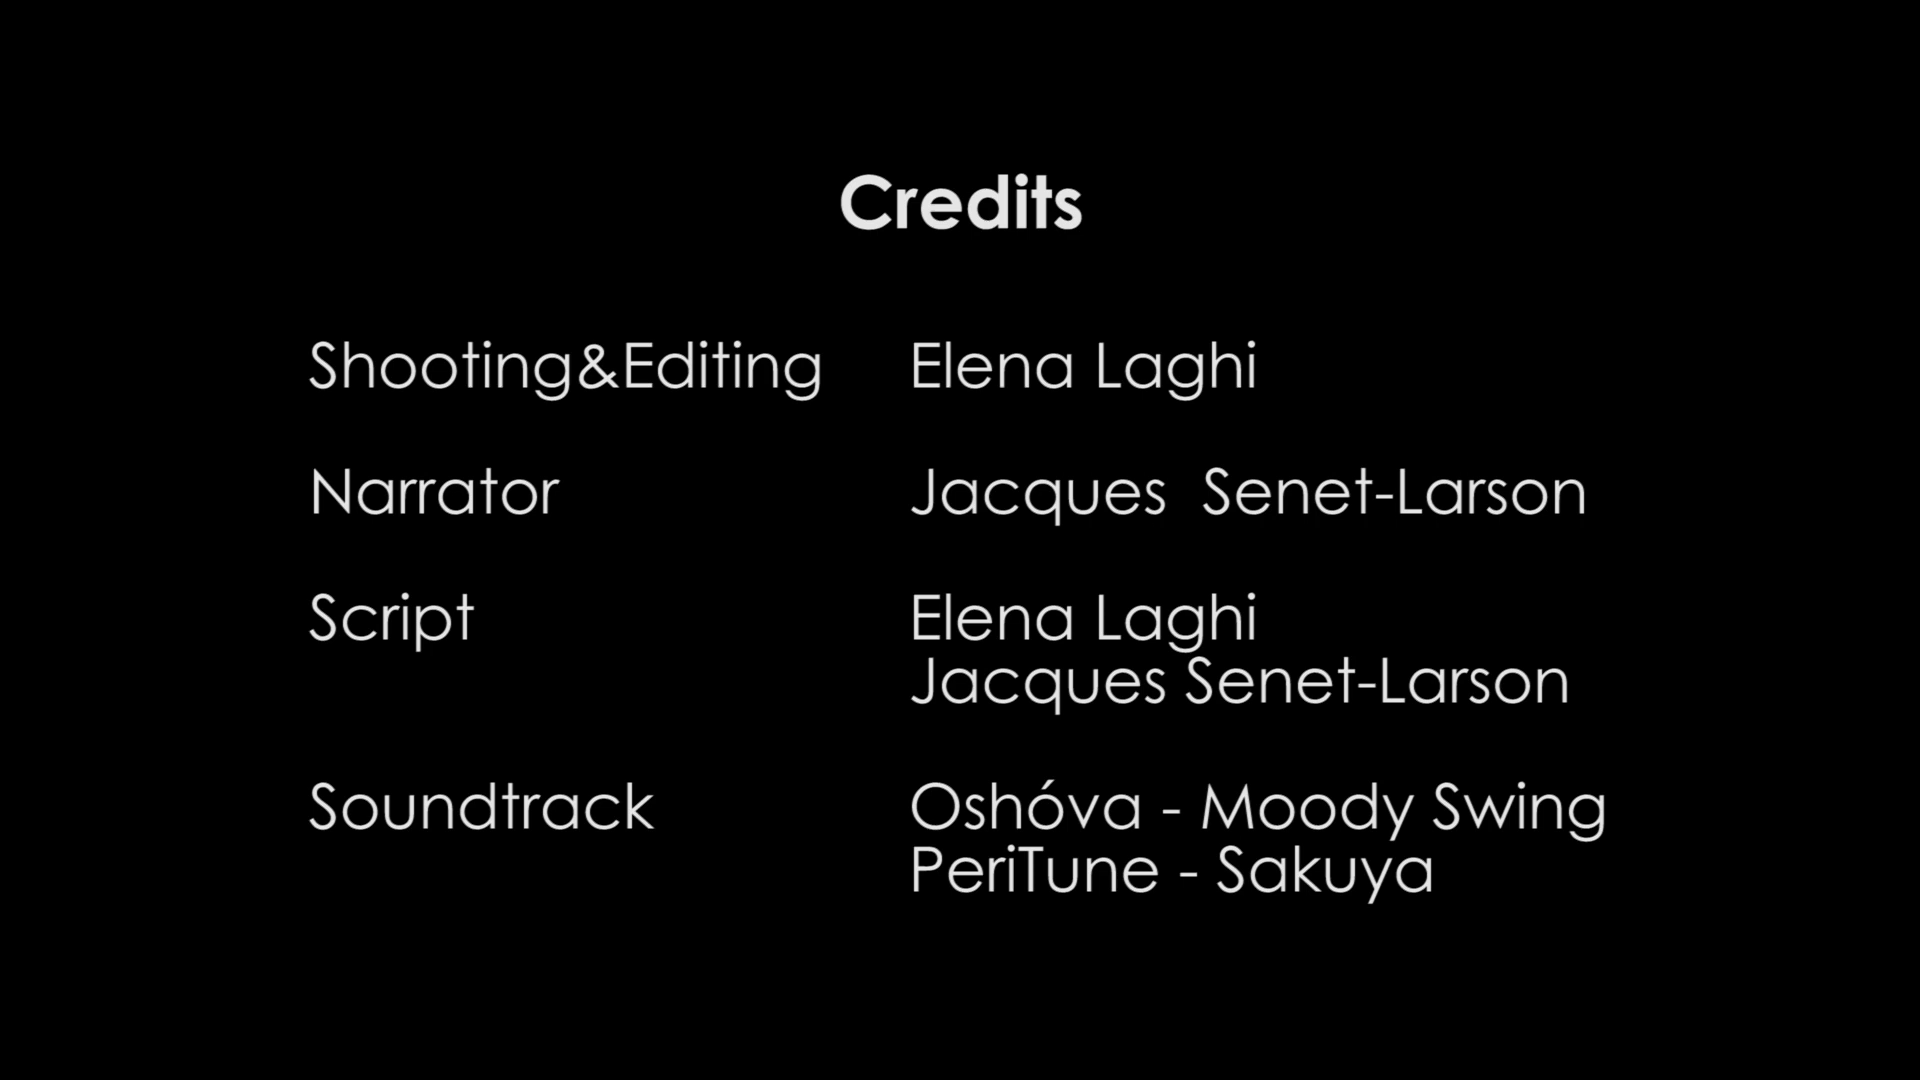 Credits
Shooting&Editing Elena Laghi
Narrator Jacques  Senet-Larson
Script Elena Laghi
Jacques Senet-Larson
Soundtrack Oshóva - Moody Swing
PeriTune - Sakuya